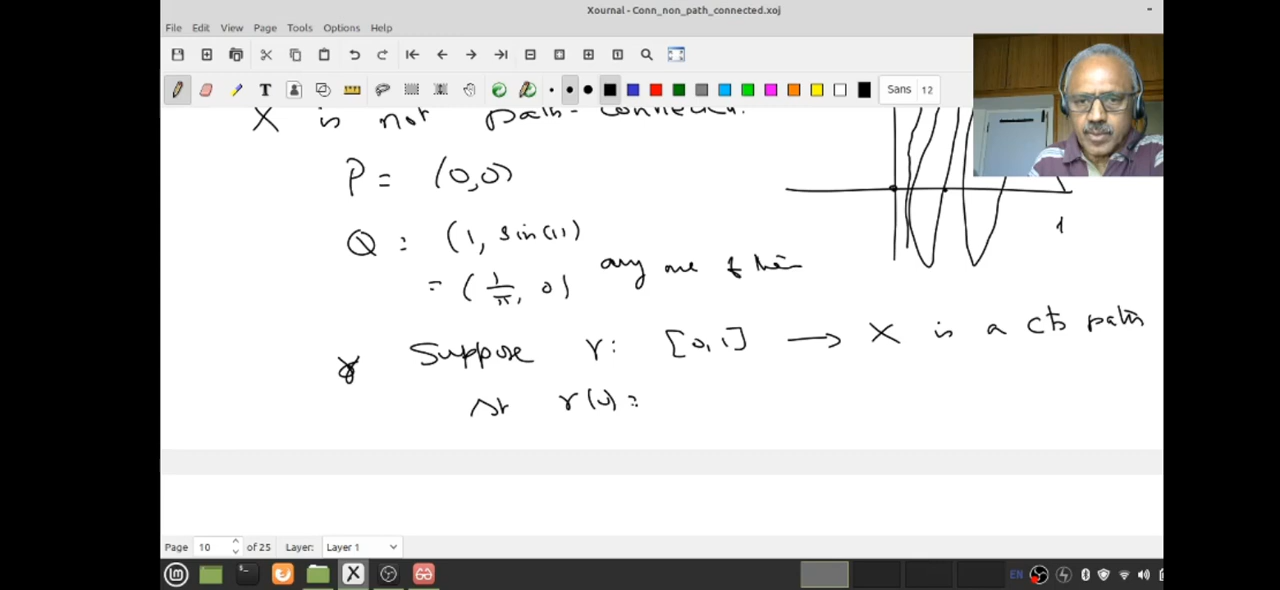 Xournal - Conn_non_path_connected.xoj
File Edit View Page Tools Options Help
Sans 12
X is not path-connected.
P = (0,0)
Q = (1, sin(1))
= (1/π, 0) any one of them
1
Suppose γ: [0,1] → X is a cts path
st γ(0) =
Page 10 of 25 Layer: Layer 1
EN